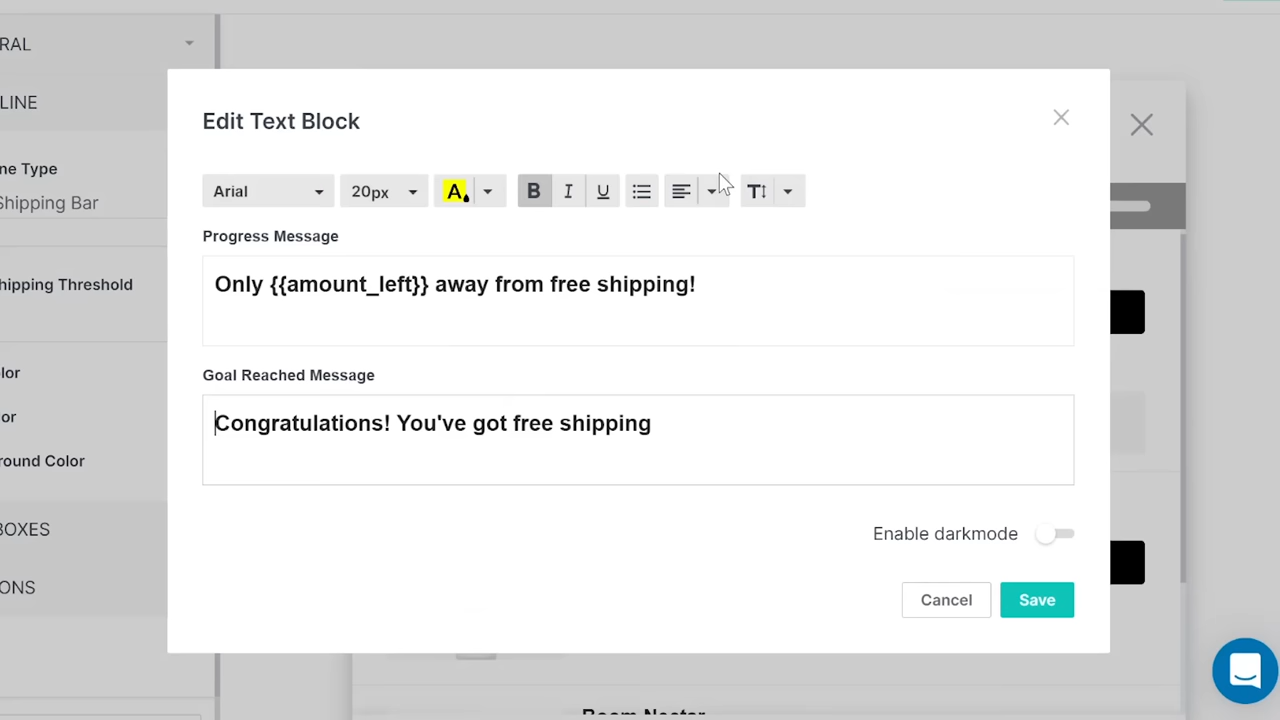 RAL
LINE
ne Type
Shipping Bar
hipping Threshold
olor
or
round Color
BOXES
ONS
Edit Text Block
Arial
20px
A
B
I
U
T
Progress Message
Only {{amount_left}} away from free shipping!
Goal Reached Message
Congratulations! You've got free shipping
Enable darkmode
Cancel
Save